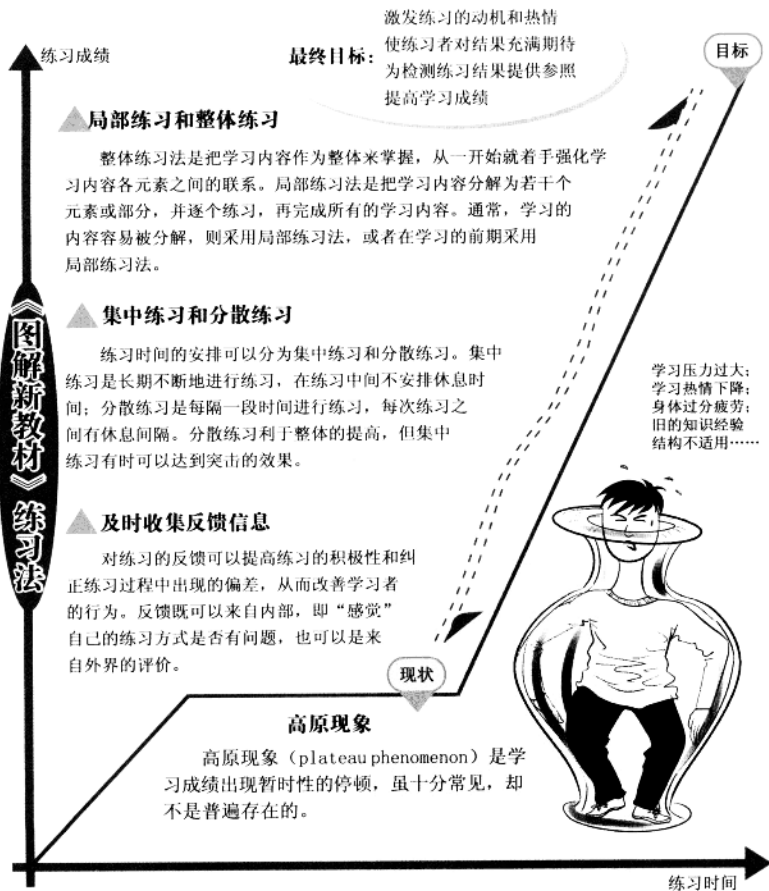 激发练习的动机和热情
最终目标：使练习者对结果充满期待
为检测练习结果提供参照
提高学习成绩
目标
练习成绩
局部练习和整体练习
整体练习法是把学习内容作为整体来掌握，从一开始就着手强化学
习内容各元素之间的联系。局部练习法是把学习内容分解为若干个
元素或部分，并逐个练习，再完成所有的学习内容。通常，学习的
内容容易被分解，则采用局部练习法，或者在学习的前期采用
局部练习法。
《图解新教材》练习法
集中练习和分散练习
练习时间的安排可以分为集中练习和分散练习。集中
练习是长期不断地进行练习，在练习中间不安排休息时
间；分散练习是每隔一段时间进行练习，每次练习之
间有休息间隔。分散练习利于整体的提高，但集中
练习有时可以达到突击的效果。
学习压力过大；
学习热情下降；
身体过分疲劳；
旧的知识经验
结构不适用……
及时收集反馈信息
对练习的反馈可以提高练习的积极性和纠
正练习过程中出现的偏差，从而改善学习者
的行为。反馈既可以来自内部，即“感觉”
自己的练习方式是否有问题，也可以是来
自外界的评价。
现状
高原现象
高原现象（plateau phenomenon）是学
习成绩出现暂时性的停顿，虽十分常见，却
不是普遍存在的。
练习时间